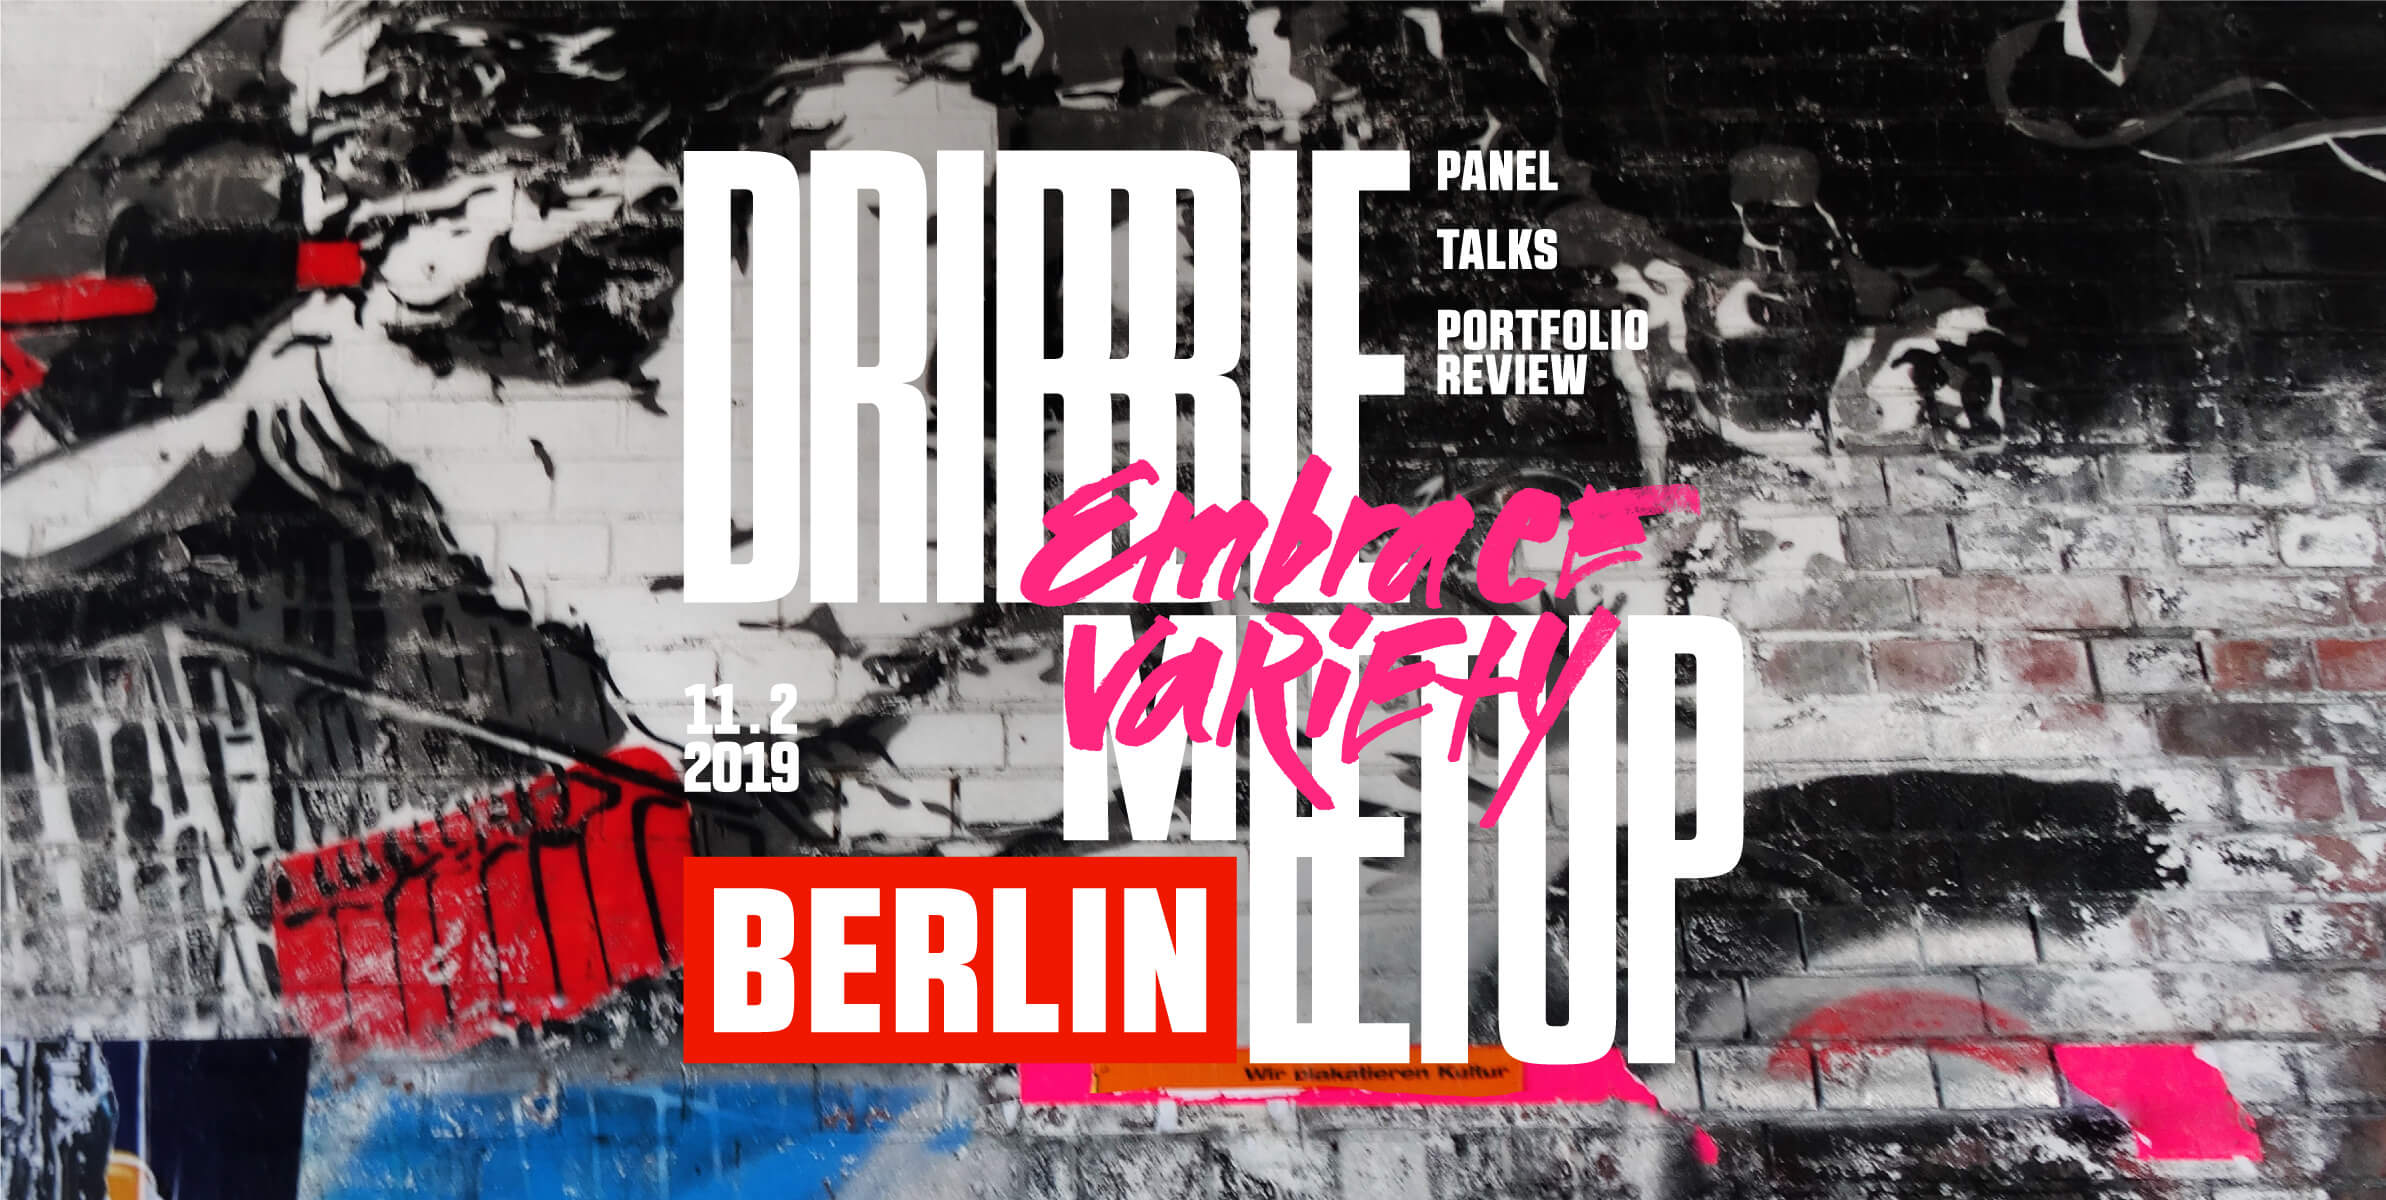 DRIBBBLE
PANEL
TALKS
PORTFOLIO
REVIEW
Embrace
VaRiEty
MEETUP
11.2
2019
BERLIN
Wir plakatieren Kultur